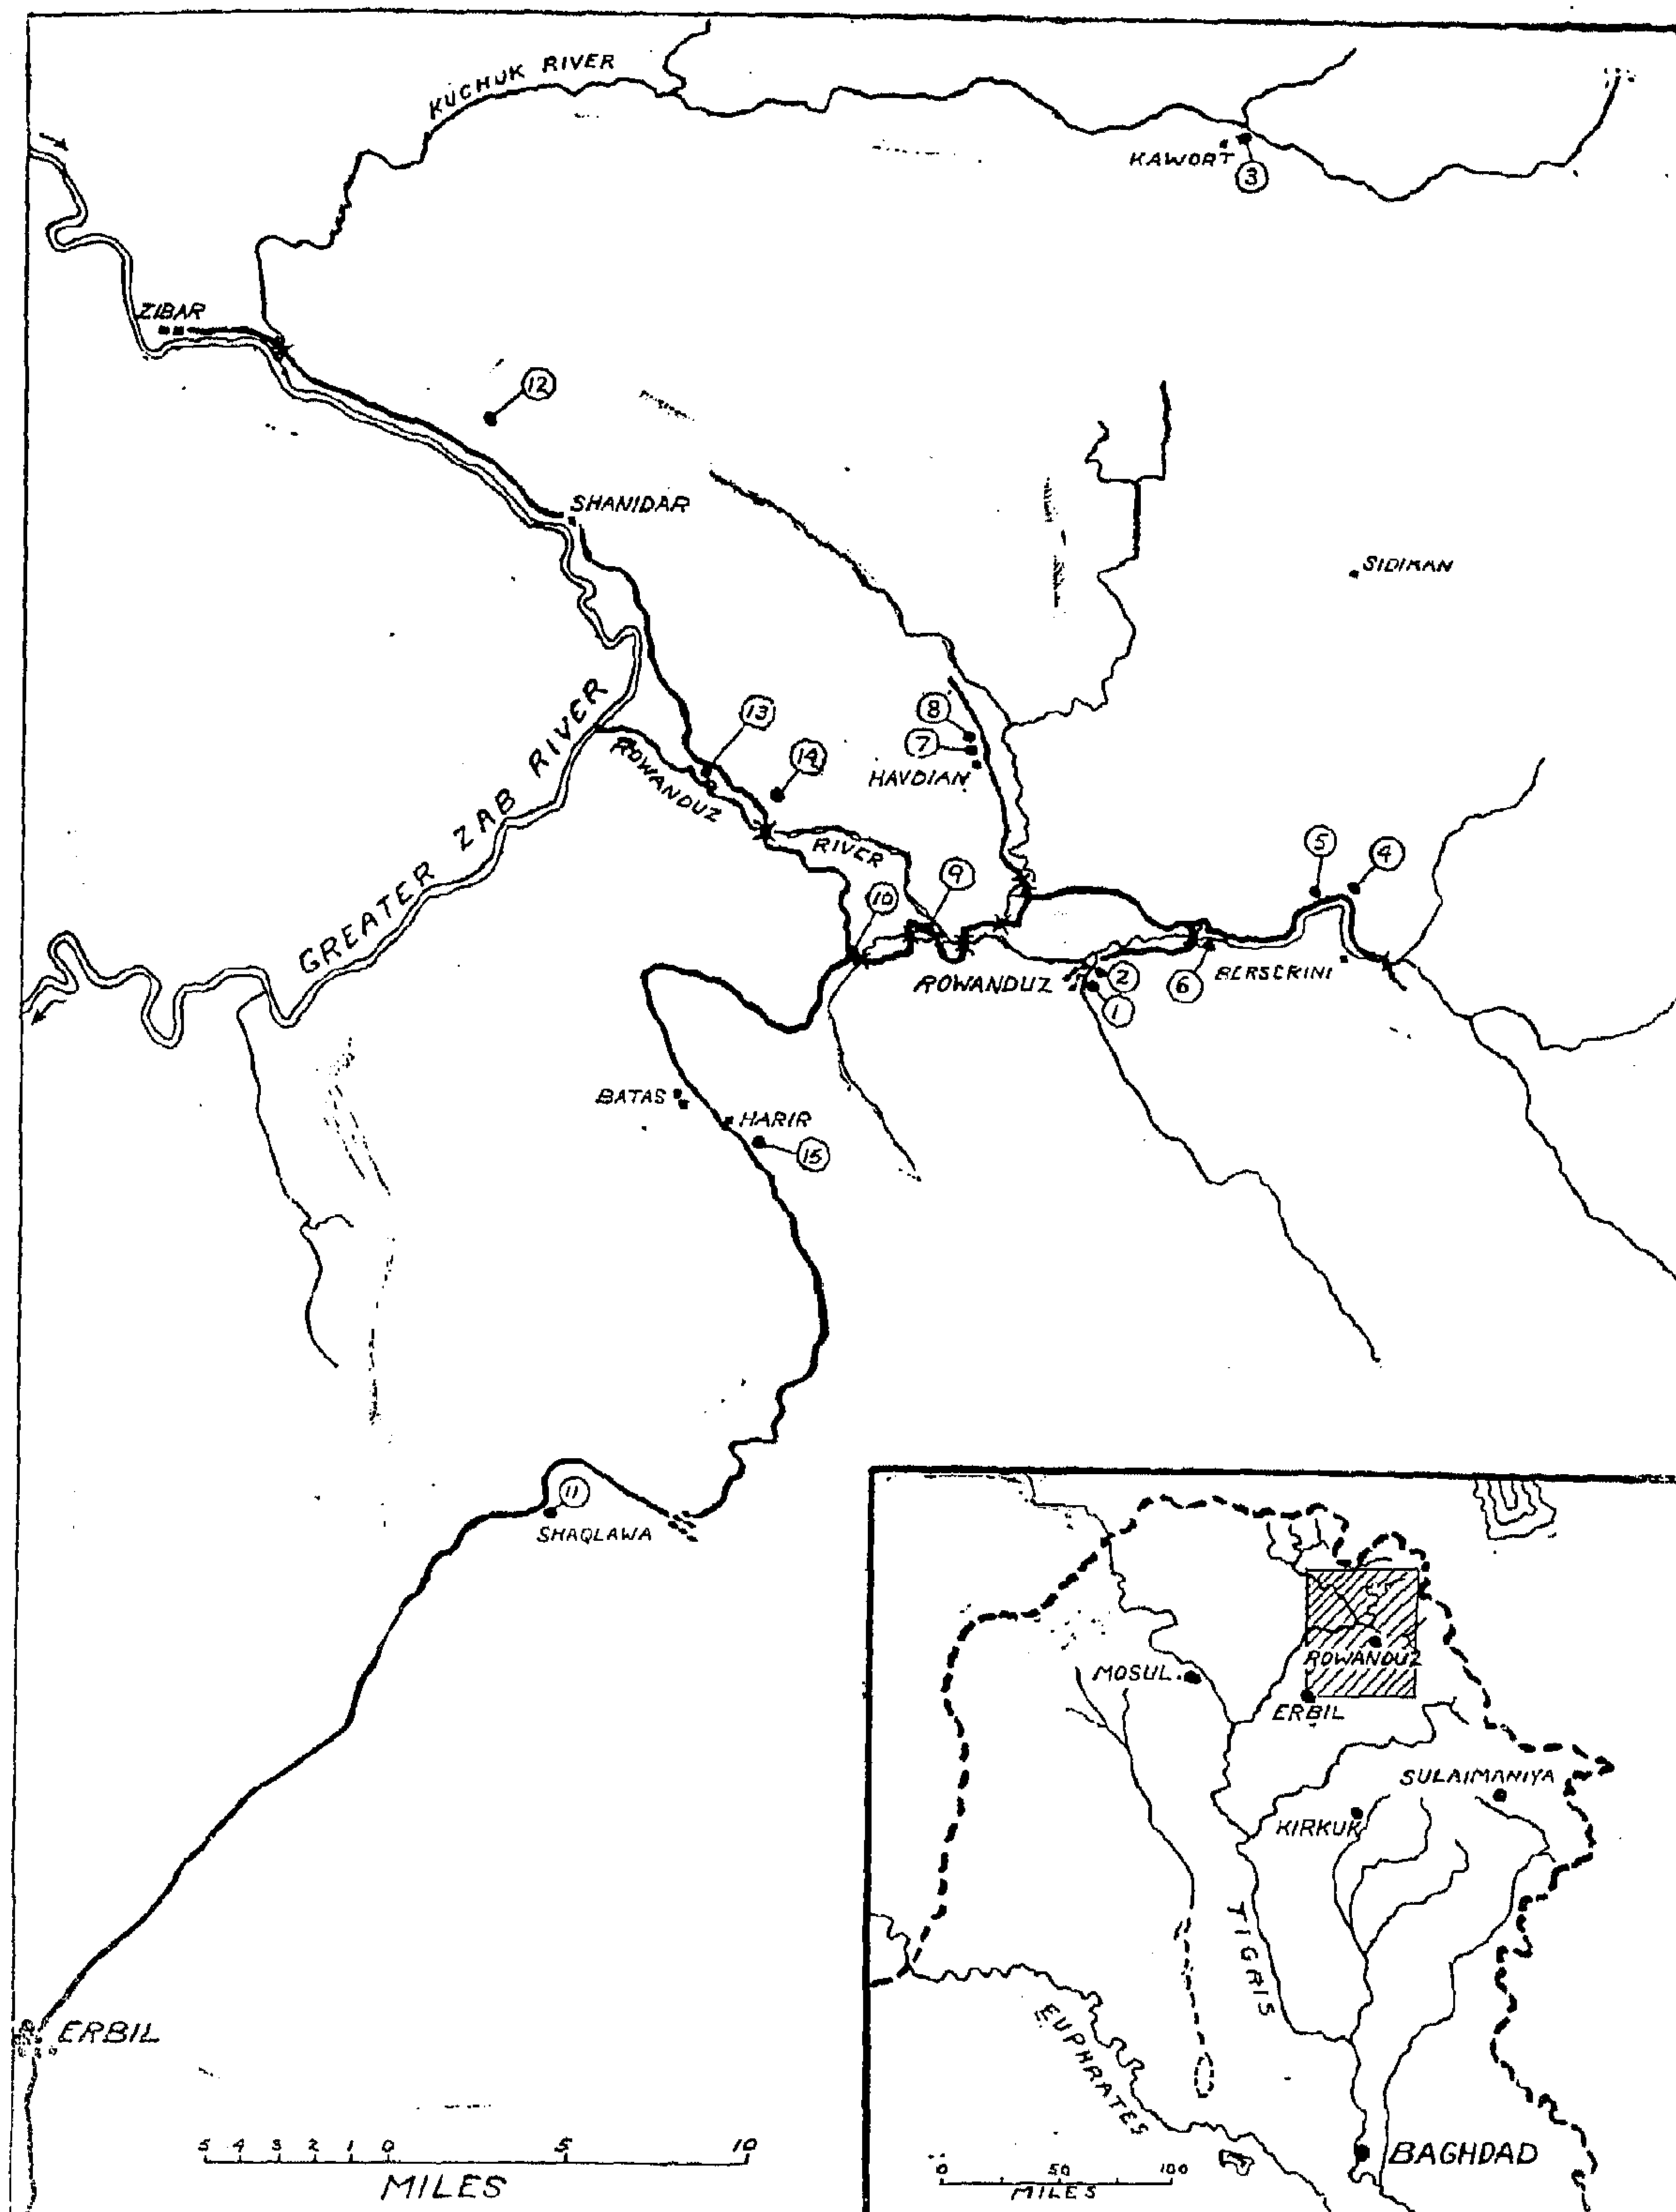 KUCHUK RIVER
KAWORT
3
ZIBAR
12
SHANIDAR
SIDIKAN
GREATER ZAB RIVER
ROWANDUZ RIVER
13
14
8
7
HAVDIAN
5
4
9
10
ROWANDUZ
2
1
6
BERSERINI
BATAS
HARIR
15
11
SHAQLAWA
ERBIL
5 4 3 2 1 0 5 10
MILES
MOSUL
ROWANDUZ
ERBIL
SULAIMANIYA
KIRKUK
TIGRIS
EUPHRATES
BAGHDAD
0 50 100
MILES